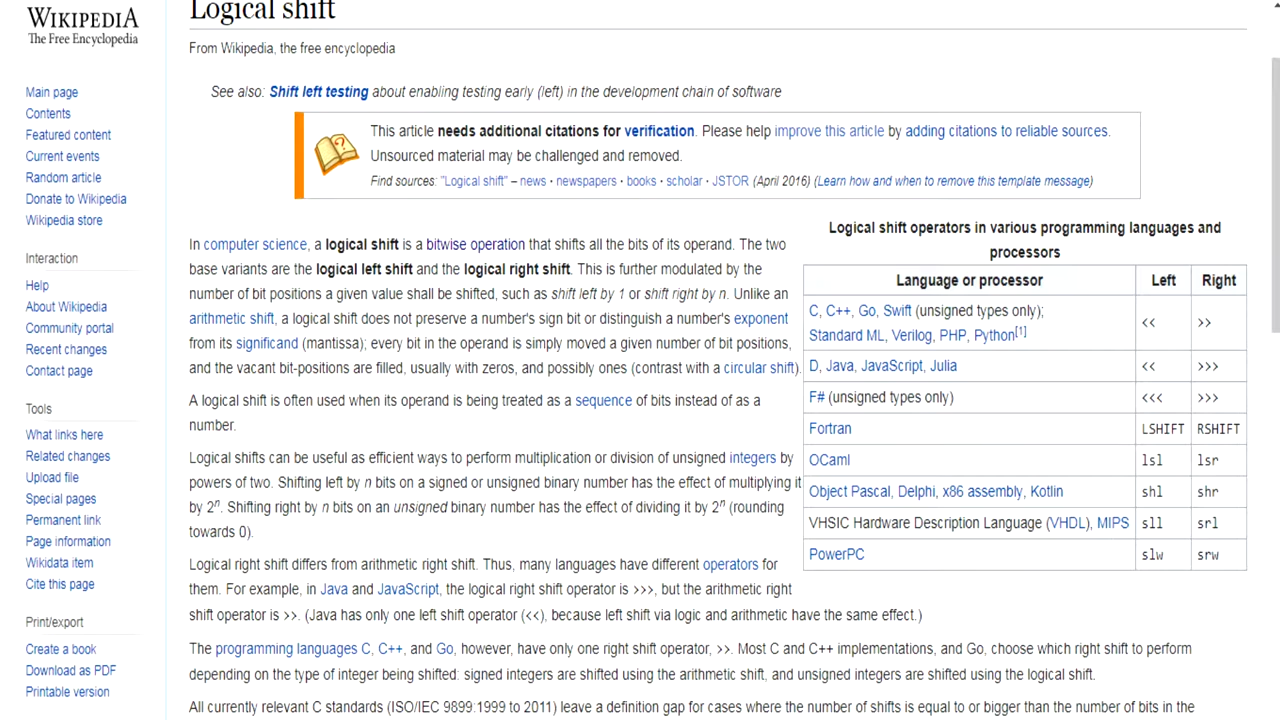 WIKIPEDIA
The Free Encyclopedia
Main page
Contents
Featured content
Current events
Random article
Donate to Wikipedia
Wikipedia store
Interaction
Help
About Wikipedia
Community portal
Recent changes
Contact page
Tools
What links here
Related changes
Upload file
Special pages
Permanent link
Page information
Wikidata item
Cite this page
Print/export
Create a book
Download as PDF
Printable version
Logical shift
From Wikipedia, the free encyclopedia
See also: Shift left testing about enabling testing early (left) in the development chain of software
This article needs additional citations for verification. Please help improve this article by adding citations to reliable sources.
Unsourced material may be challenged and removed.
Find sources: "Logical shift" – news · newspapers · books · scholar · JSTOR (April 2016) (Learn how and when to remove this template message)
In computer science, a logical shift is a bitwise operation that shifts all the bits of its operand. The two
base variants are the logical left shift and the logical right shift. This is further modulated by the
number of bit positions a given value shall be shifted, such as shift left by 1 or shift right by n. Unlike an
arithmetic shift, a logical shift does not preserve a number's sign bit or distinguish a number's exponent
from its significand (mantissa); every bit in the operand is simply moved a given number of bit positions,
and the vacant bit-positions are filled, usually with zeros, and possibly ones (contrast with a circular shift).
A logical shift is often used when its operand is being treated as a sequence of bits instead of as a
number.
Logical shifts can be useful as efficient ways to perform multiplication or division of unsigned integers by
powers of two. Shifting left by n bits on a signed or unsigned binary number has the effect of multiplying it
by 2ⁿ. Shifting right by n bits on an unsigned binary number has the effect of dividing it by 2ⁿ (rounding
towards 0).
Logical right shift differs from arithmetic right shift. Thus, many languages have different operators for
them. For example, in Java and JavaScript, the logical right shift operator is >>>, but the arithmetic right
shift operator is >>. (Java has only one left shift operator (<<), because left shift via logic and arithmetic have the same effect.)
The programming languages C, C++, and Go, however, have only one right shift operator, >>. Most C and C++ implementations, and Go, choose which right shift to perform
depending on the type of integer being shifted: signed integers are shifted using the arithmetic shift, and unsigned integers are shifted using the logical shift.
All currently relevant C standards (ISO/IEC 9899:1999 to 2011) leave a definition gap for cases where the number of shifts is equal to or bigger than the number of bits in the
Logical shift operators in various programming languages and
processors
Language or processor Left Right
C, C++, Go, Swift (unsigned types only);
Standard ML, Verilog, PHP, Python[1] << >>
D, Java, JavaScript, Julia << >>>
F# (unsigned types only) <<< >>>
Fortran LSHIFT RSHIFT
OCaml lsl lsr
Object Pascal, Delphi, x86 assembly, Kotlin shl shr
VHSIC Hardware Description Language (VHDL), MIPS sll srl
PowerPC slw srw